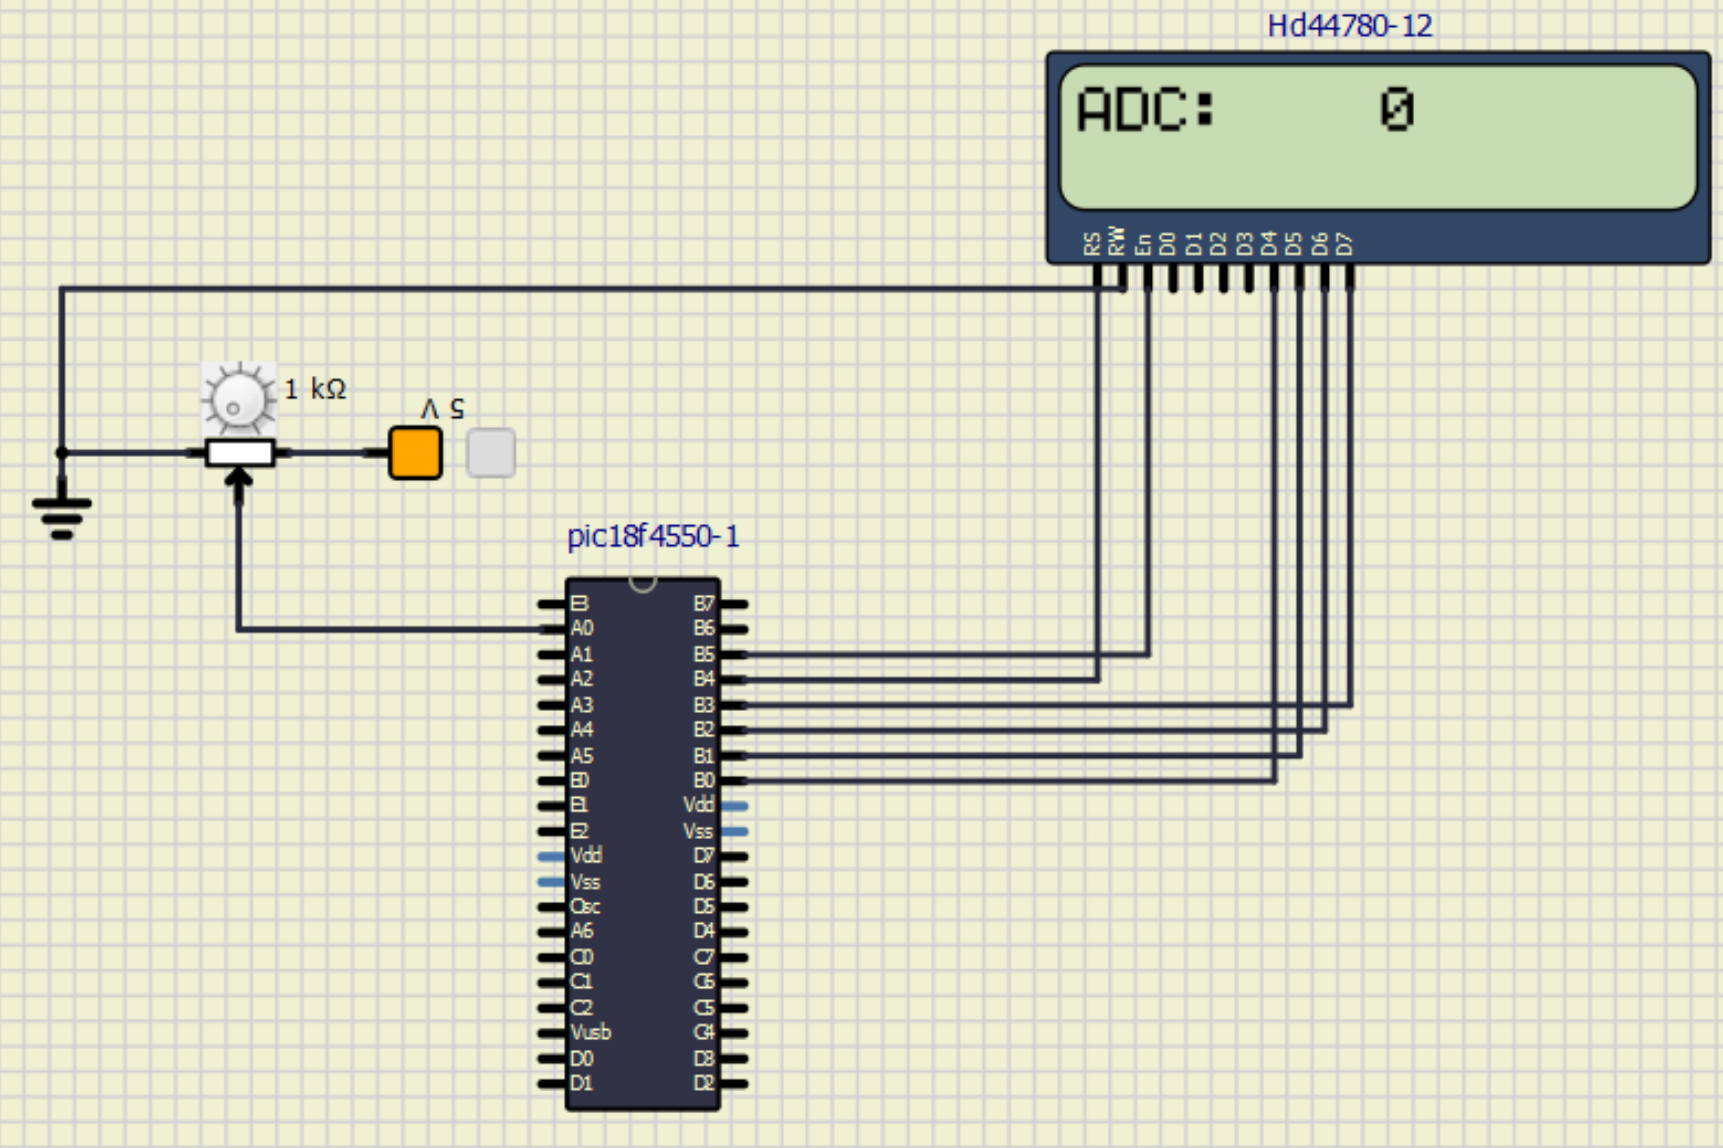 Hd44780-12
ADC: 0
RS RW En D0 D1 D2 D3 D4 D5 D6 D7
1 kΩ
5 V
pic18f4550-1
E3 B7
A0 B6
A1 B5
A2 B4
A3 B3
A4 B2
A5 B1
E0 B0
E1 Vdd
E2 Vss
Vdd D7
Vss D6
Osc D5
A6 D4
C0 C7
C1 C6
C2 C5
Vusb C4
D0 D3
D1 D2